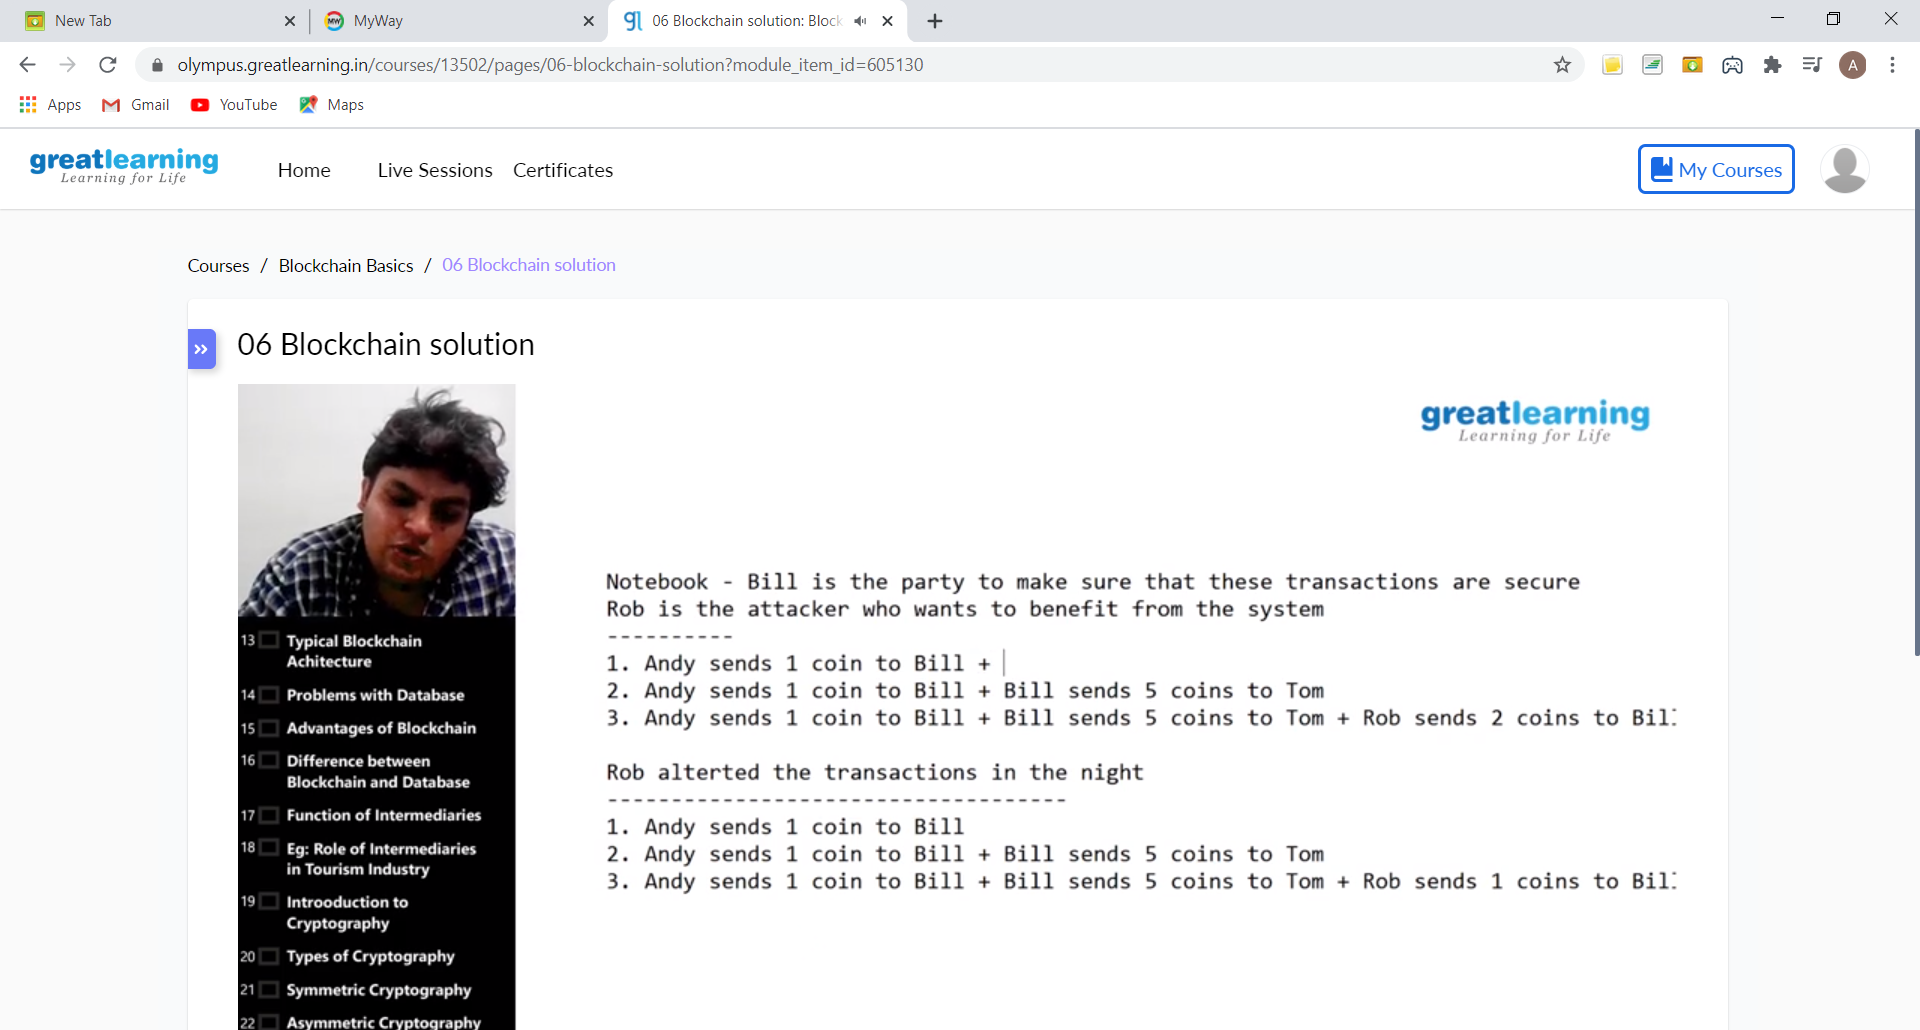 New Tab
MyWay
06 Blockchain solution: Block
olympus.greatlearning.in/courses/13502/pages/06-blockchain-solution?module_item_id=605130
A
Apps
Gmail
YouTube
Maps
greatlearning
Learning for Life
Home
Live Sessions
Certificates
My Courses
Courses / Blockchain Basics / 06 Blockchain solution
06 Blockchain solution
greatlearning
Learning for Life
13 Typical Blockchain
Achitecture
14 Problems with Database
15 Advantages of Blockchain
16 Difference between
Blockchain and Database
17 Function of Intermediaries
18 Eg: Role of Intermediaries
in Tourism Industry
19 Introoduction to
Cryptography
20 Types of Cryptography
21 Symmetric Cryptography
22 Asymmetric Cryptography
Notebook - Bill is the party to make sure that these transactions are secure
Rob is the attacker who wants to benefit from the system
----------
1. Andy sends 1 coin to Bill +
2. Andy sends 1 coin to Bill + Bill sends 5 coins to Tom
3. Andy sends 1 coin to Bill + Bill sends 5 coins to Tom + Rob sends 2 coins to Bil
Rob alterted the transactions in the night
------------------------------------
1. Andy sends 1 coin to Bill
2. Andy sends 1 coin to Bill + Bill sends 5 coins to Tom
3. Andy sends 1 coin to Bill + Bill sends 5 coins to Tom + Rob sends 1 coins to Bil